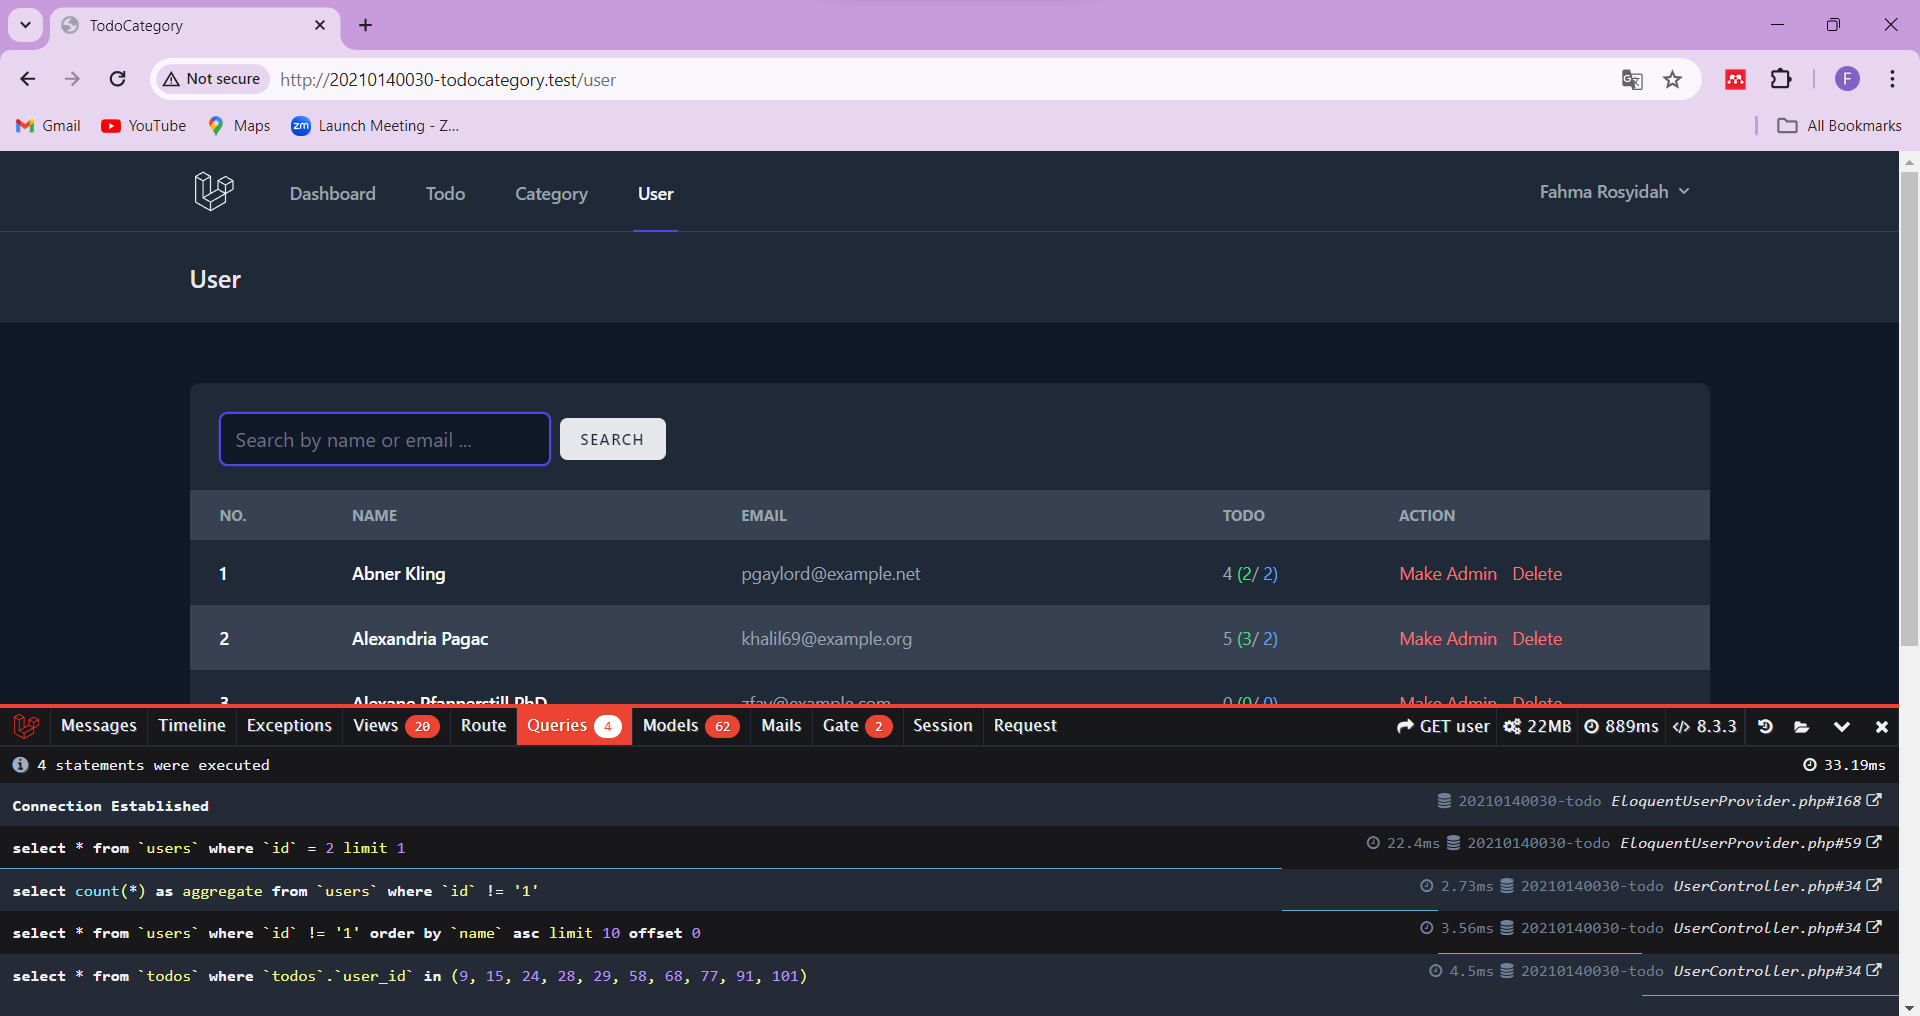 TodoCategory
Not secure http://20210140030-todocategory.test/user
F
Gmail YouTube Maps Launch Meeting - Z... All Bookmarks
Dashboard Todo Category User Fahma Rosyidah
User
Search by name or email ... SEARCH
NO. NAME EMAIL TODO ACTION
1 Abner Kling pgaylord@example.net 4 (2/ 2) Make Admin Delete
2 Alexandria Pagac khalil69@example.org 5 (3/ 2) Make Admin Delete
3 Alexane Pfannerstill PhD zfay@example.com 0 (0/ 0) Make Admin Delete
Messages Timeline Exceptions Views 20 Route Queries 4 Models 62 Mails Gate 2 Session Request GET user 22MB 889ms 8.3.3
4 statements were executed 33.19ms
Connection Established 20210140030-todo EloquentUserProvider.php#168
select * from `users` where `id` = 2 limit 1 22.4ms 20210140030-todo EloquentUserProvider.php#59
select count(*) as aggregate from `users` where `id` != '1' 2.73ms 20210140030-todo UserController.php#34
select * from `users` where `id` != '1' order by `name` asc limit 10 offset 0 3.56ms 20210140030-todo UserController.php#34
select * from `todos` where `todos`.`user_id` in (9, 15, 24, 28, 29, 58, 68, 77, 91, 101) 4.5ms 20210140030-todo UserController.php#34